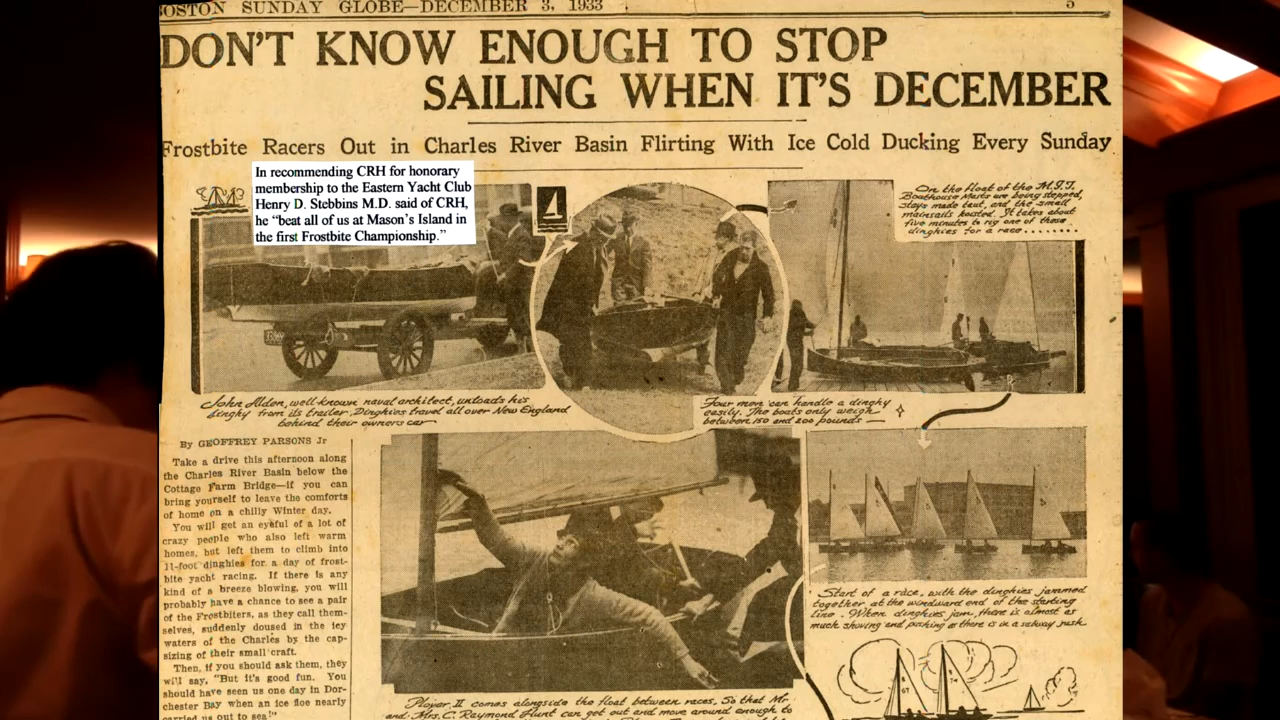 BOSTON SUNDAY GLOBE—DECEMBER 3, 1933
5
DON'T KNOW ENOUGH TO STOP
SAILING WHEN IT'S DECEMBER
Frostbite Racers Out in Charles River Basin Flirting With Ice Cold Ducking Every Sunday
In recommending CRH for honorary
membership to the Eastern Yacht Club
Henry D. Stebbins M.D. said of CRH,
he “beat all of us at Mason's Island in
the first Frostbite Championship.”
On the float of the M.I.T.
Boathouse Masts are being stepped,
stays made taut, and the small
mainsails hoisted. It takes about
five minutes to rig one of these
dinghies for a race........
John Alden, well-known naval architect, unloads his
dinghy from its trailer. Dinghies travel all over New England
behind their owners car
Four men can handle a dinghy
easily. The boats only weigh
between 150 and 200 pounds —
By GEOFFREY PARSONS Jr
Take a drive this afternoon along
the Charles River Basin below the
Cottage Farm Bridge—if you can
bring yourself to leave the comforts
of home on a chilly Winter day.
You will get an eyeful of a lot of
crazy people who also left warm
homes, but left them to climb into
11-foot dinghies for a day of frost-
bite yacht racing. If there is any
kind of a breeze blowing, you will
probably have a chance to see a pair
of the Frostbiters, as they call them-
selves, suddenly doused in the icy
waters of the Charles by the cap-
sizing of their small craft.
Then, if you should ask them, they
will say, "But it's good fun. You
should have seen us one day in Dor-
chester Bay when an ice floe nearly
carried us out to sea!"
Start of a race, with the dinghies jammed
together at the windward end of the starting
line. When dinghies jam, there is almost as
much shoving and pushing as there is in a subway rush
Ployer II comes alongside the float between races, so that Mr.
and Mrs. C. Raymond Hunt can get out and move around enough to